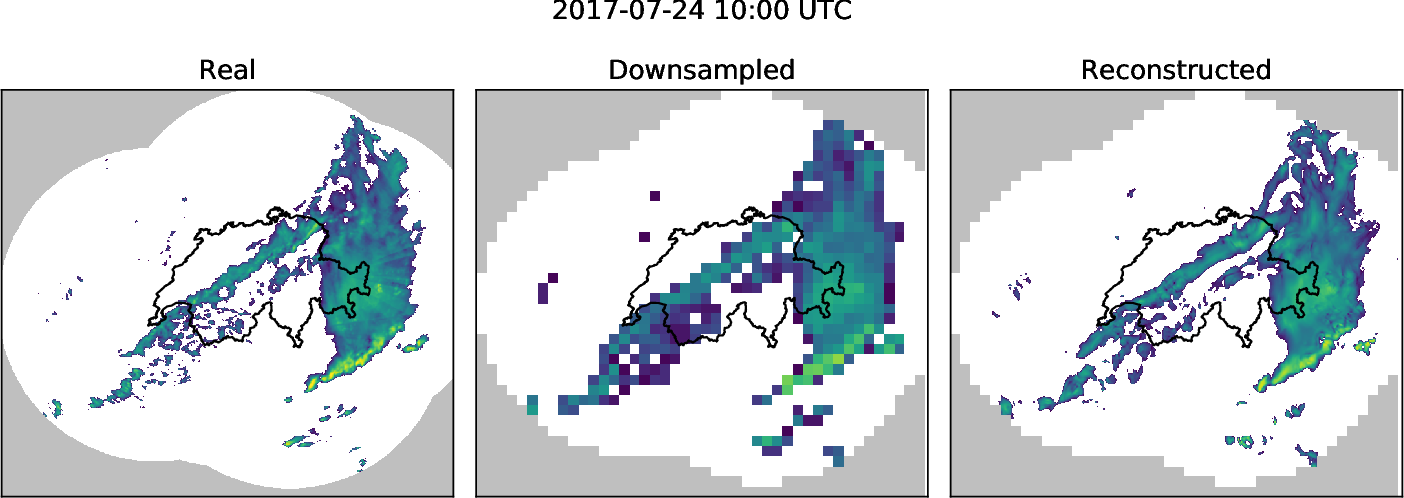 2017-07-24 10:00 UTC
Real
Downsampled
Reconstructed